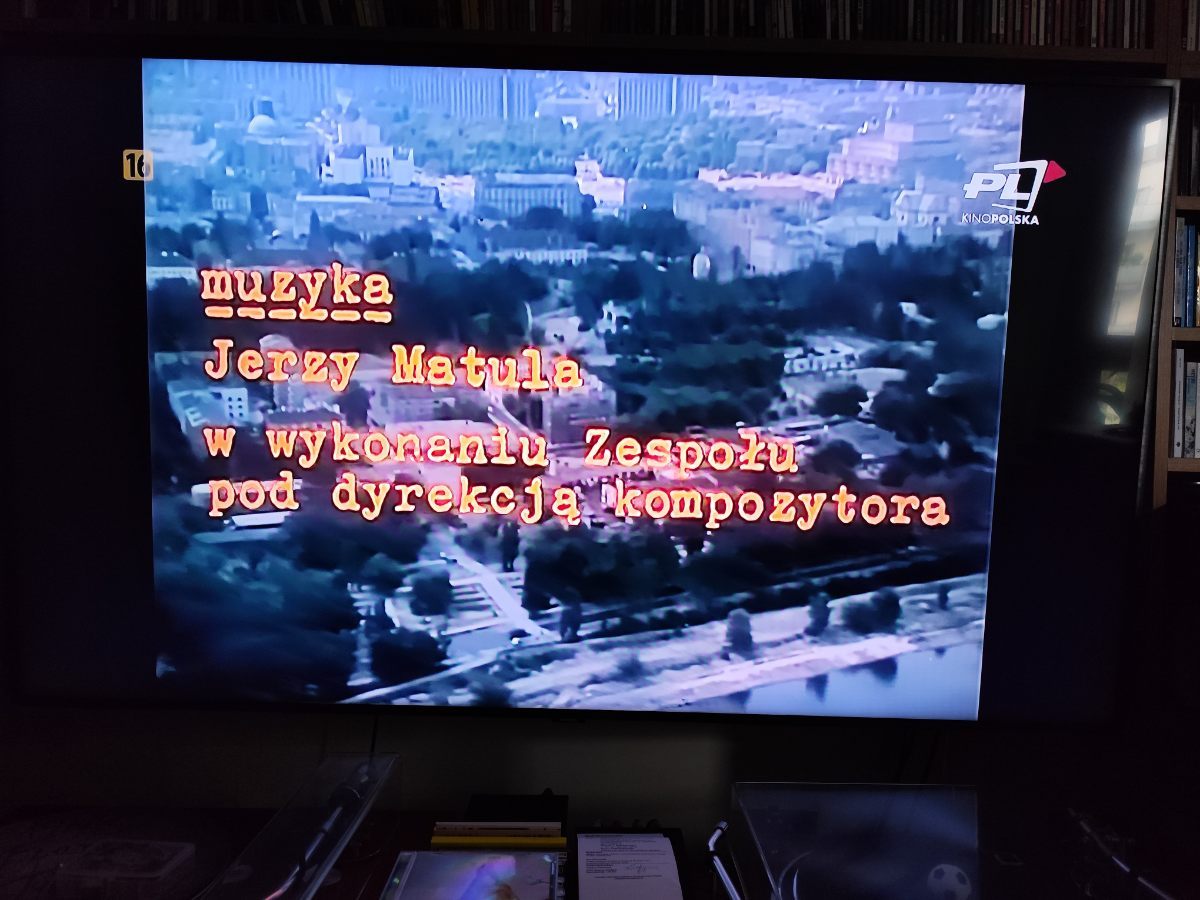 16
PL
KINOPOLSKA
muzyka
Jerzy Matula
w wykonaniu Zespołu
pod dyrekcją kompozytora